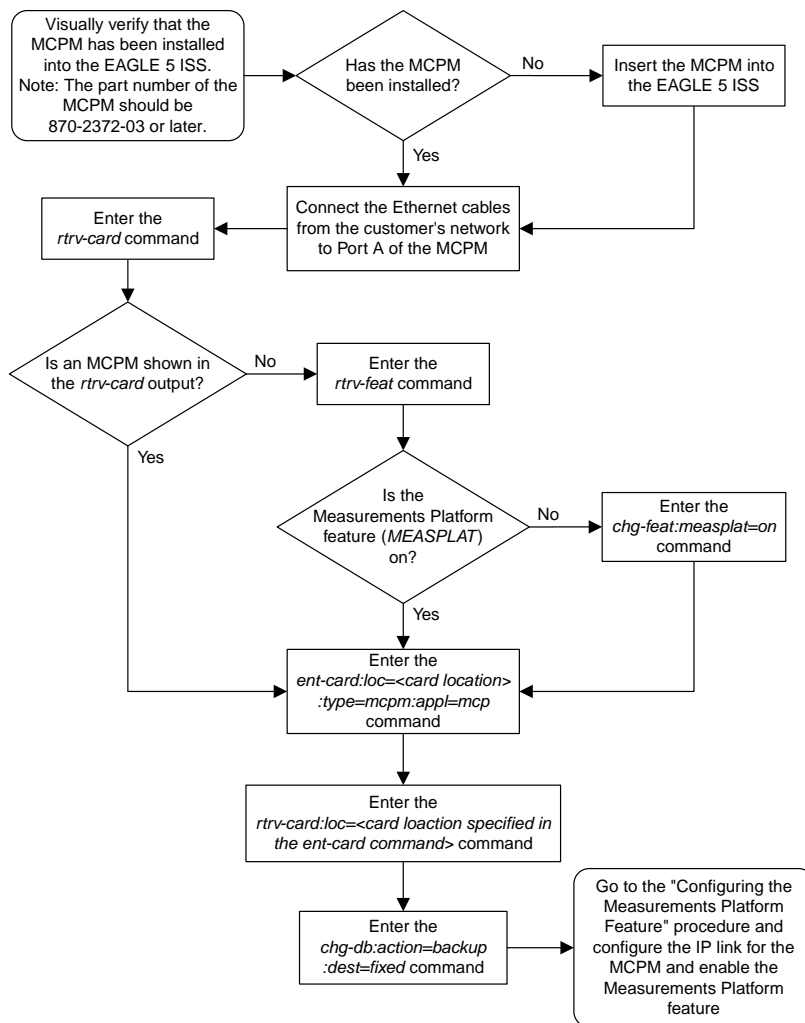 Visually verify that the
MCPM has been installed
into the EAGLE 5 ISS.
Note: The part number of the
MCPM should be
870-2372-03 or later.
Has the MCPM
been installed?
No
Insert the MCPM into
the EAGLE 5 ISS
Yes
Connect the Ethernet cables
from the customer's network
to Port A of the MCPM
Enter the
rtrv-card command
Is an MCPM shown in
the rtrv-card output?
No
Enter the
rtrv-feat command
Yes
Is the
Measurements Platform
feature (MEASPLAT)
on?
No
Enter the
chg-feat:measplat=on
command
Yes
Enter the
ent-card:loc=<card location>
:type=mcpm:appl=mcp
command
Enter the
rtrv-card:loc=<card loaction specified in
the ent-card command> command
Enter the
chg-db:action=backup
:dest=fixed command
Go to the "Configuring the
Measurements Platform
Feature" procedure and
configure the IP link for the
MCPM and enable the
Measurements Platform
feature